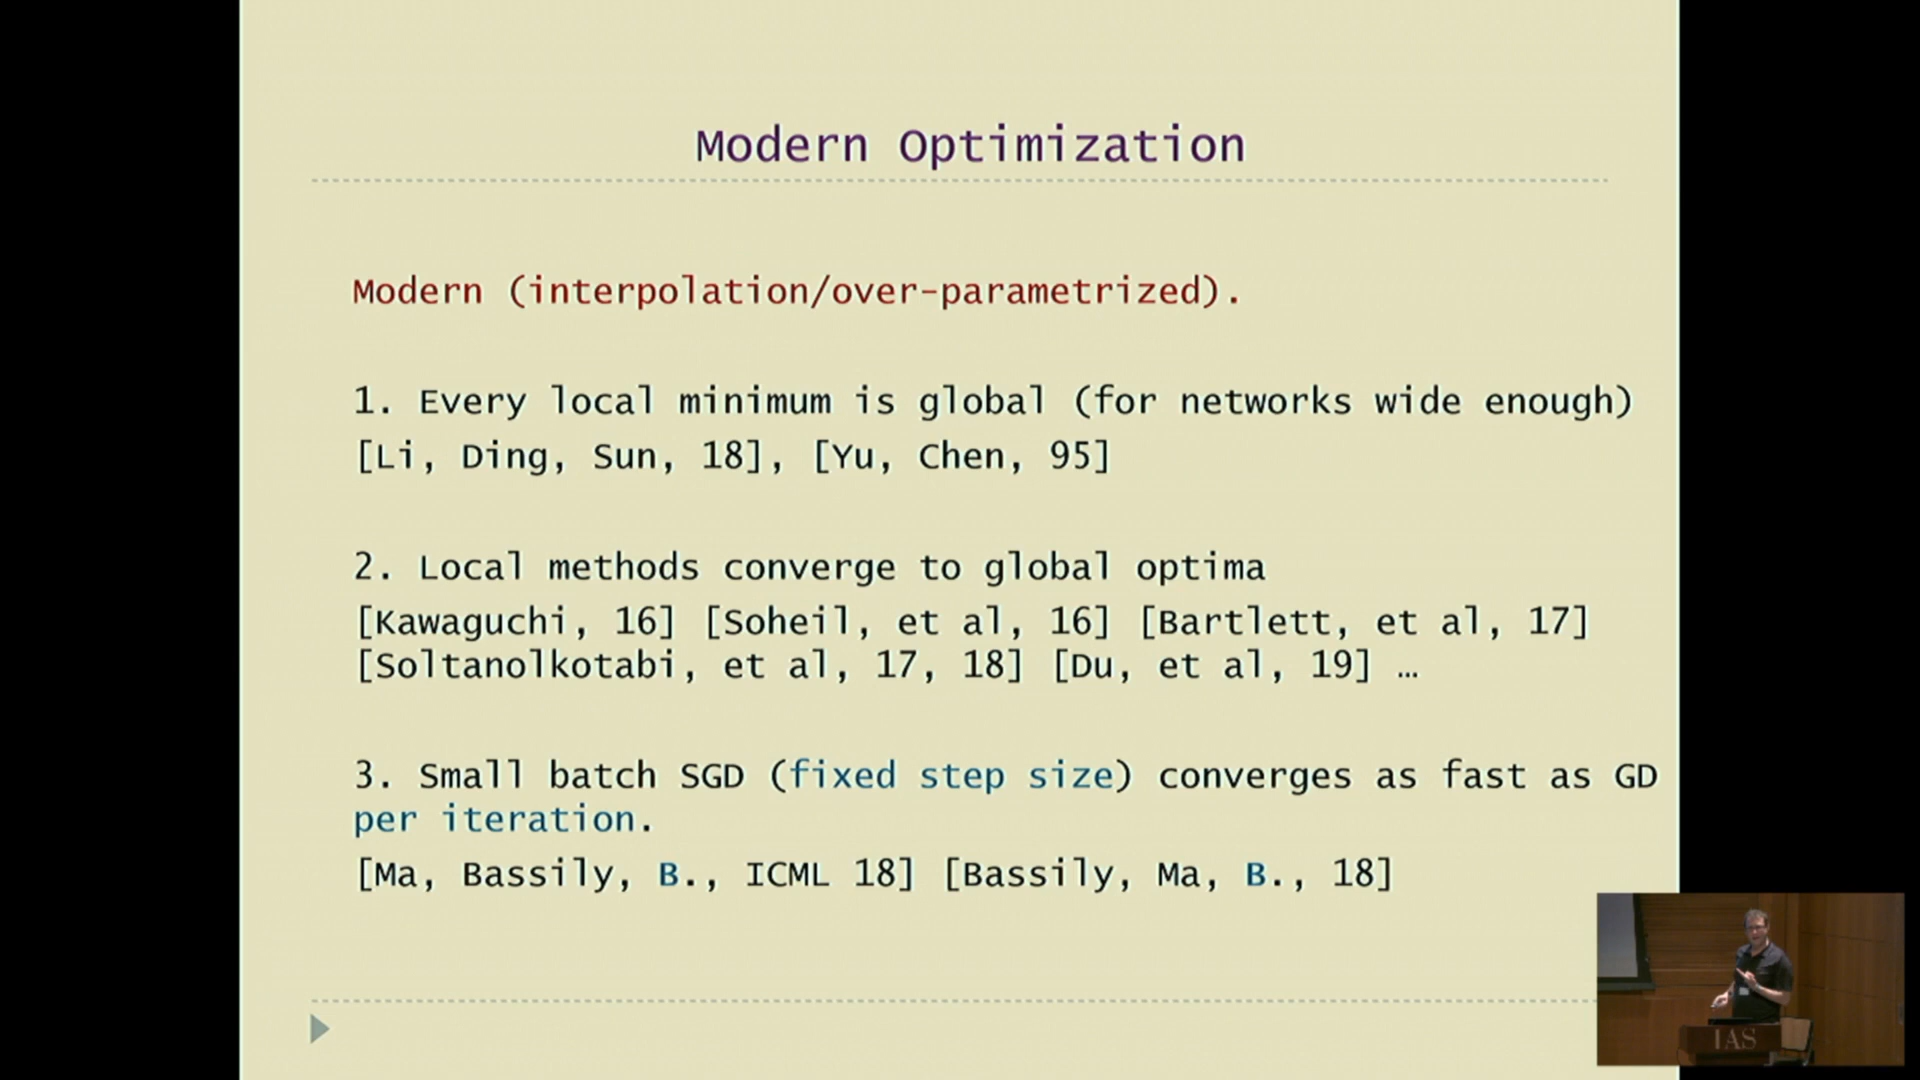 Modern Optimization
Modern (interpolation/over-parametrized).
1. Every local minimum is global (for networks wide enough)
[Li, Ding, Sun, 18], [Yu, Chen, 95]
2. Local methods converge to global optima
[Kawaguchi, 16] [Soheil, et al, 16] [Bartlett, et al, 17]
[Soltanolkotabi, et al, 17, 18] [Du, et al, 19] …
3. Small batch SGD (fixed step size) converges as fast as GD
per iteration.
[Ma, Bassily, B., ICML 18] [Bassily, Ma, B., 18]
IAS